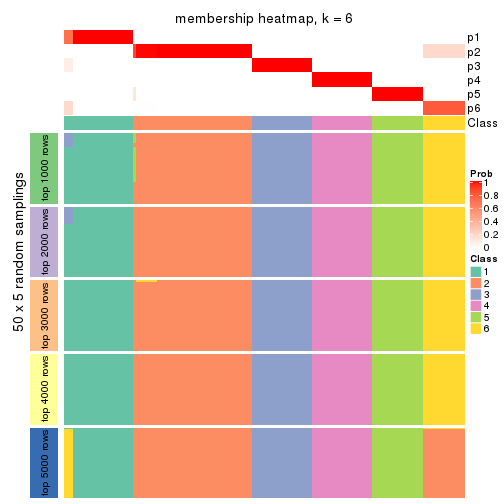 membership heatmap, k = 6
p1
p2
p3
p4
p5
p6
Class
50 x 5 random samplings
top 1000 rows
top 2000 rows
top 3000 rows
top 4000 rows
top 5000 rows
Prob
1
0.8
0.6
0.4
0.2
0
Class
1
2
3
4
5
6